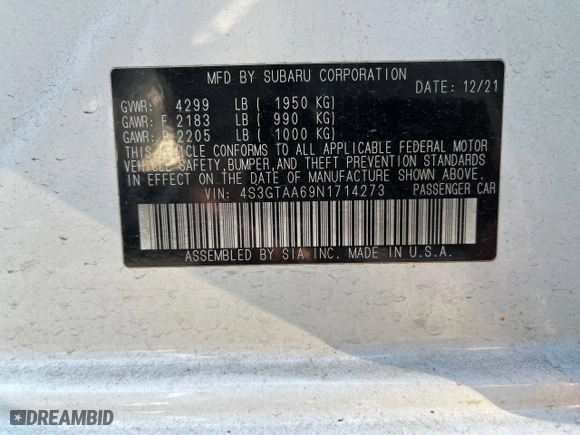 MFD BY SUBARU CORPORATION
DATE: 12/21
GVWR: 4299 LB ( 1950 KG)
GAWR: F 2183 LB ( 990 KG)
GAWR: R 2205 LB ( 1000 KG)
THIS VEHICLE CONFORMS TO ALL APPLICABLE FEDERAL MOTOR
VEHICLE SAFETY, BUMPER, AND THEFT PREVENTION STANDARDS
IN EFFECT ON THE DATE OF MANUFACTURE SHOWN ABOVE.
VIN: 4S3GTAA69N1714273 PASSENGER CAR
ASSEMBLED BY SIA INC. MADE IN U.S.A.
DREAMBID